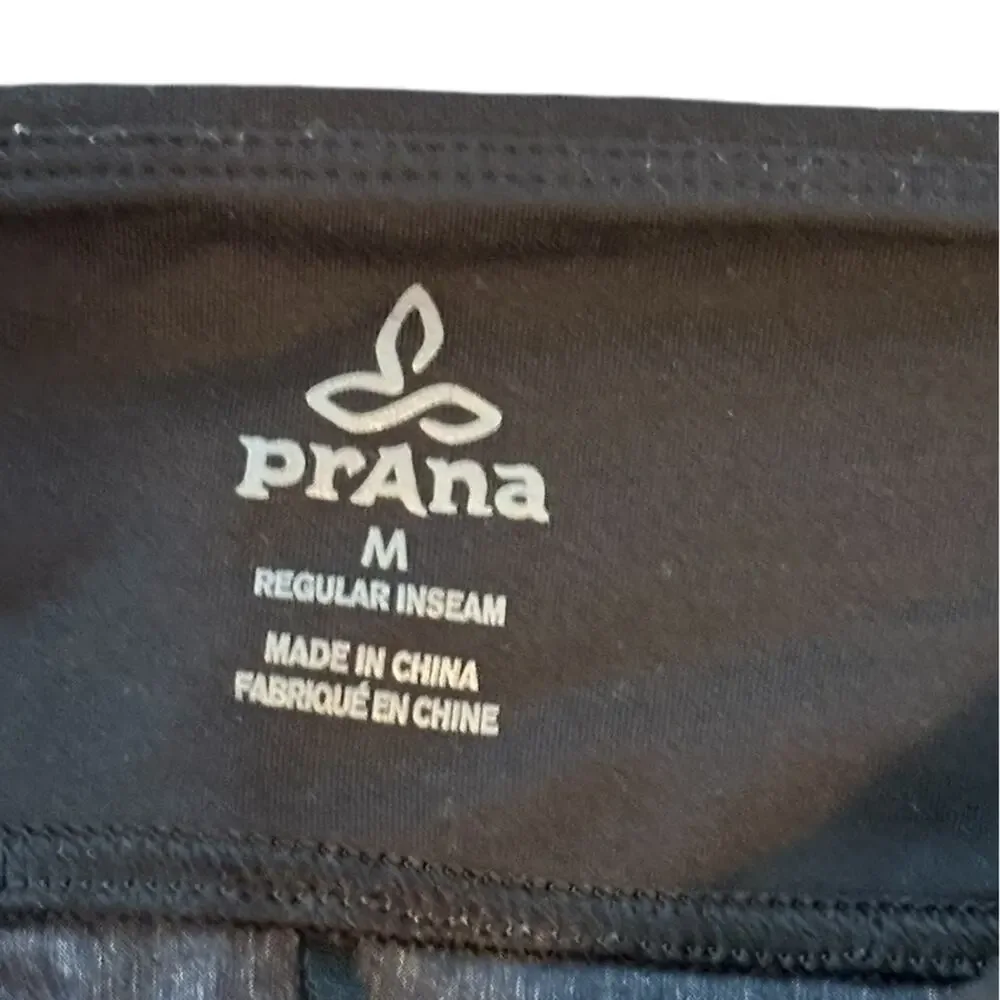 prAna
M
REGULAR INSEAM
MADE IN CHINA
FABRIQUÉ EN CHINE